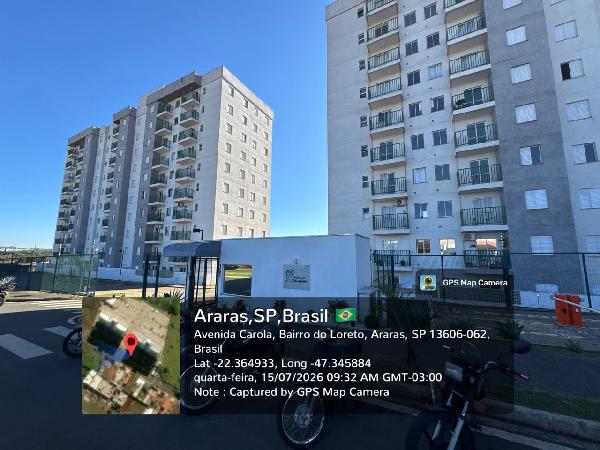 GPS Map Camera
Araras,SP,Brasil
Avenida Carola, Bairro do Loreto, Araras, SP 13606-062,
Brasil
Lat -22.364933, Long -47.345884
quarta-feira, 15/07/2026 09:32 AM GMT-03:00
Note : Captured by GPS Map Camera